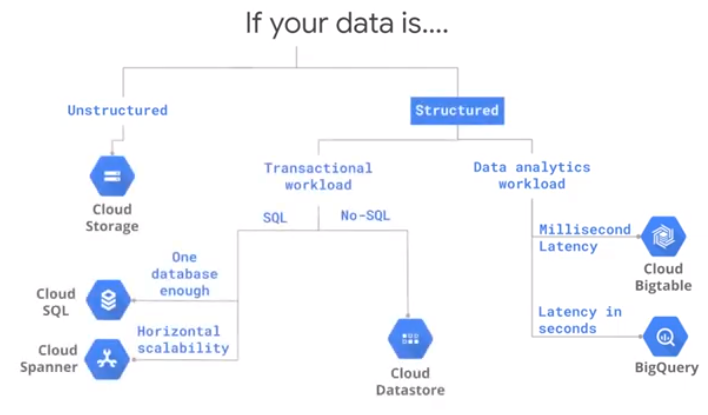 If your data is....
Unstructured
Structured
Cloud
Storage
Transactional
workload
Data analytics
workload
SQL
No-SQL
Millisecond
Latency
Cloud
Bigtable
One
database
enough
Cloud
SQL
Horizontal
scalability
Cloud
Spanner
Cloud
Datastore
Latency in
seconds
BigQuery